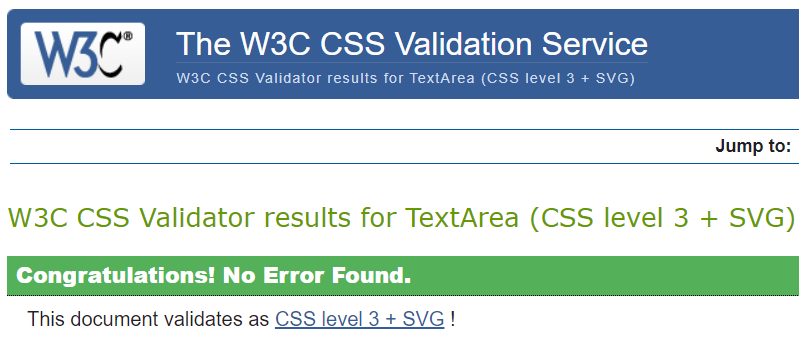 W3C® The W3C CSS Validation Service
W3C CSS Validator results for TextArea (CSS level 3 + SVG)
Jump to:
W3C CSS Validator results for TextArea (CSS level 3 + SVG)
Congratulations! No Error Found.
This document validates as CSS level 3 + SVG !